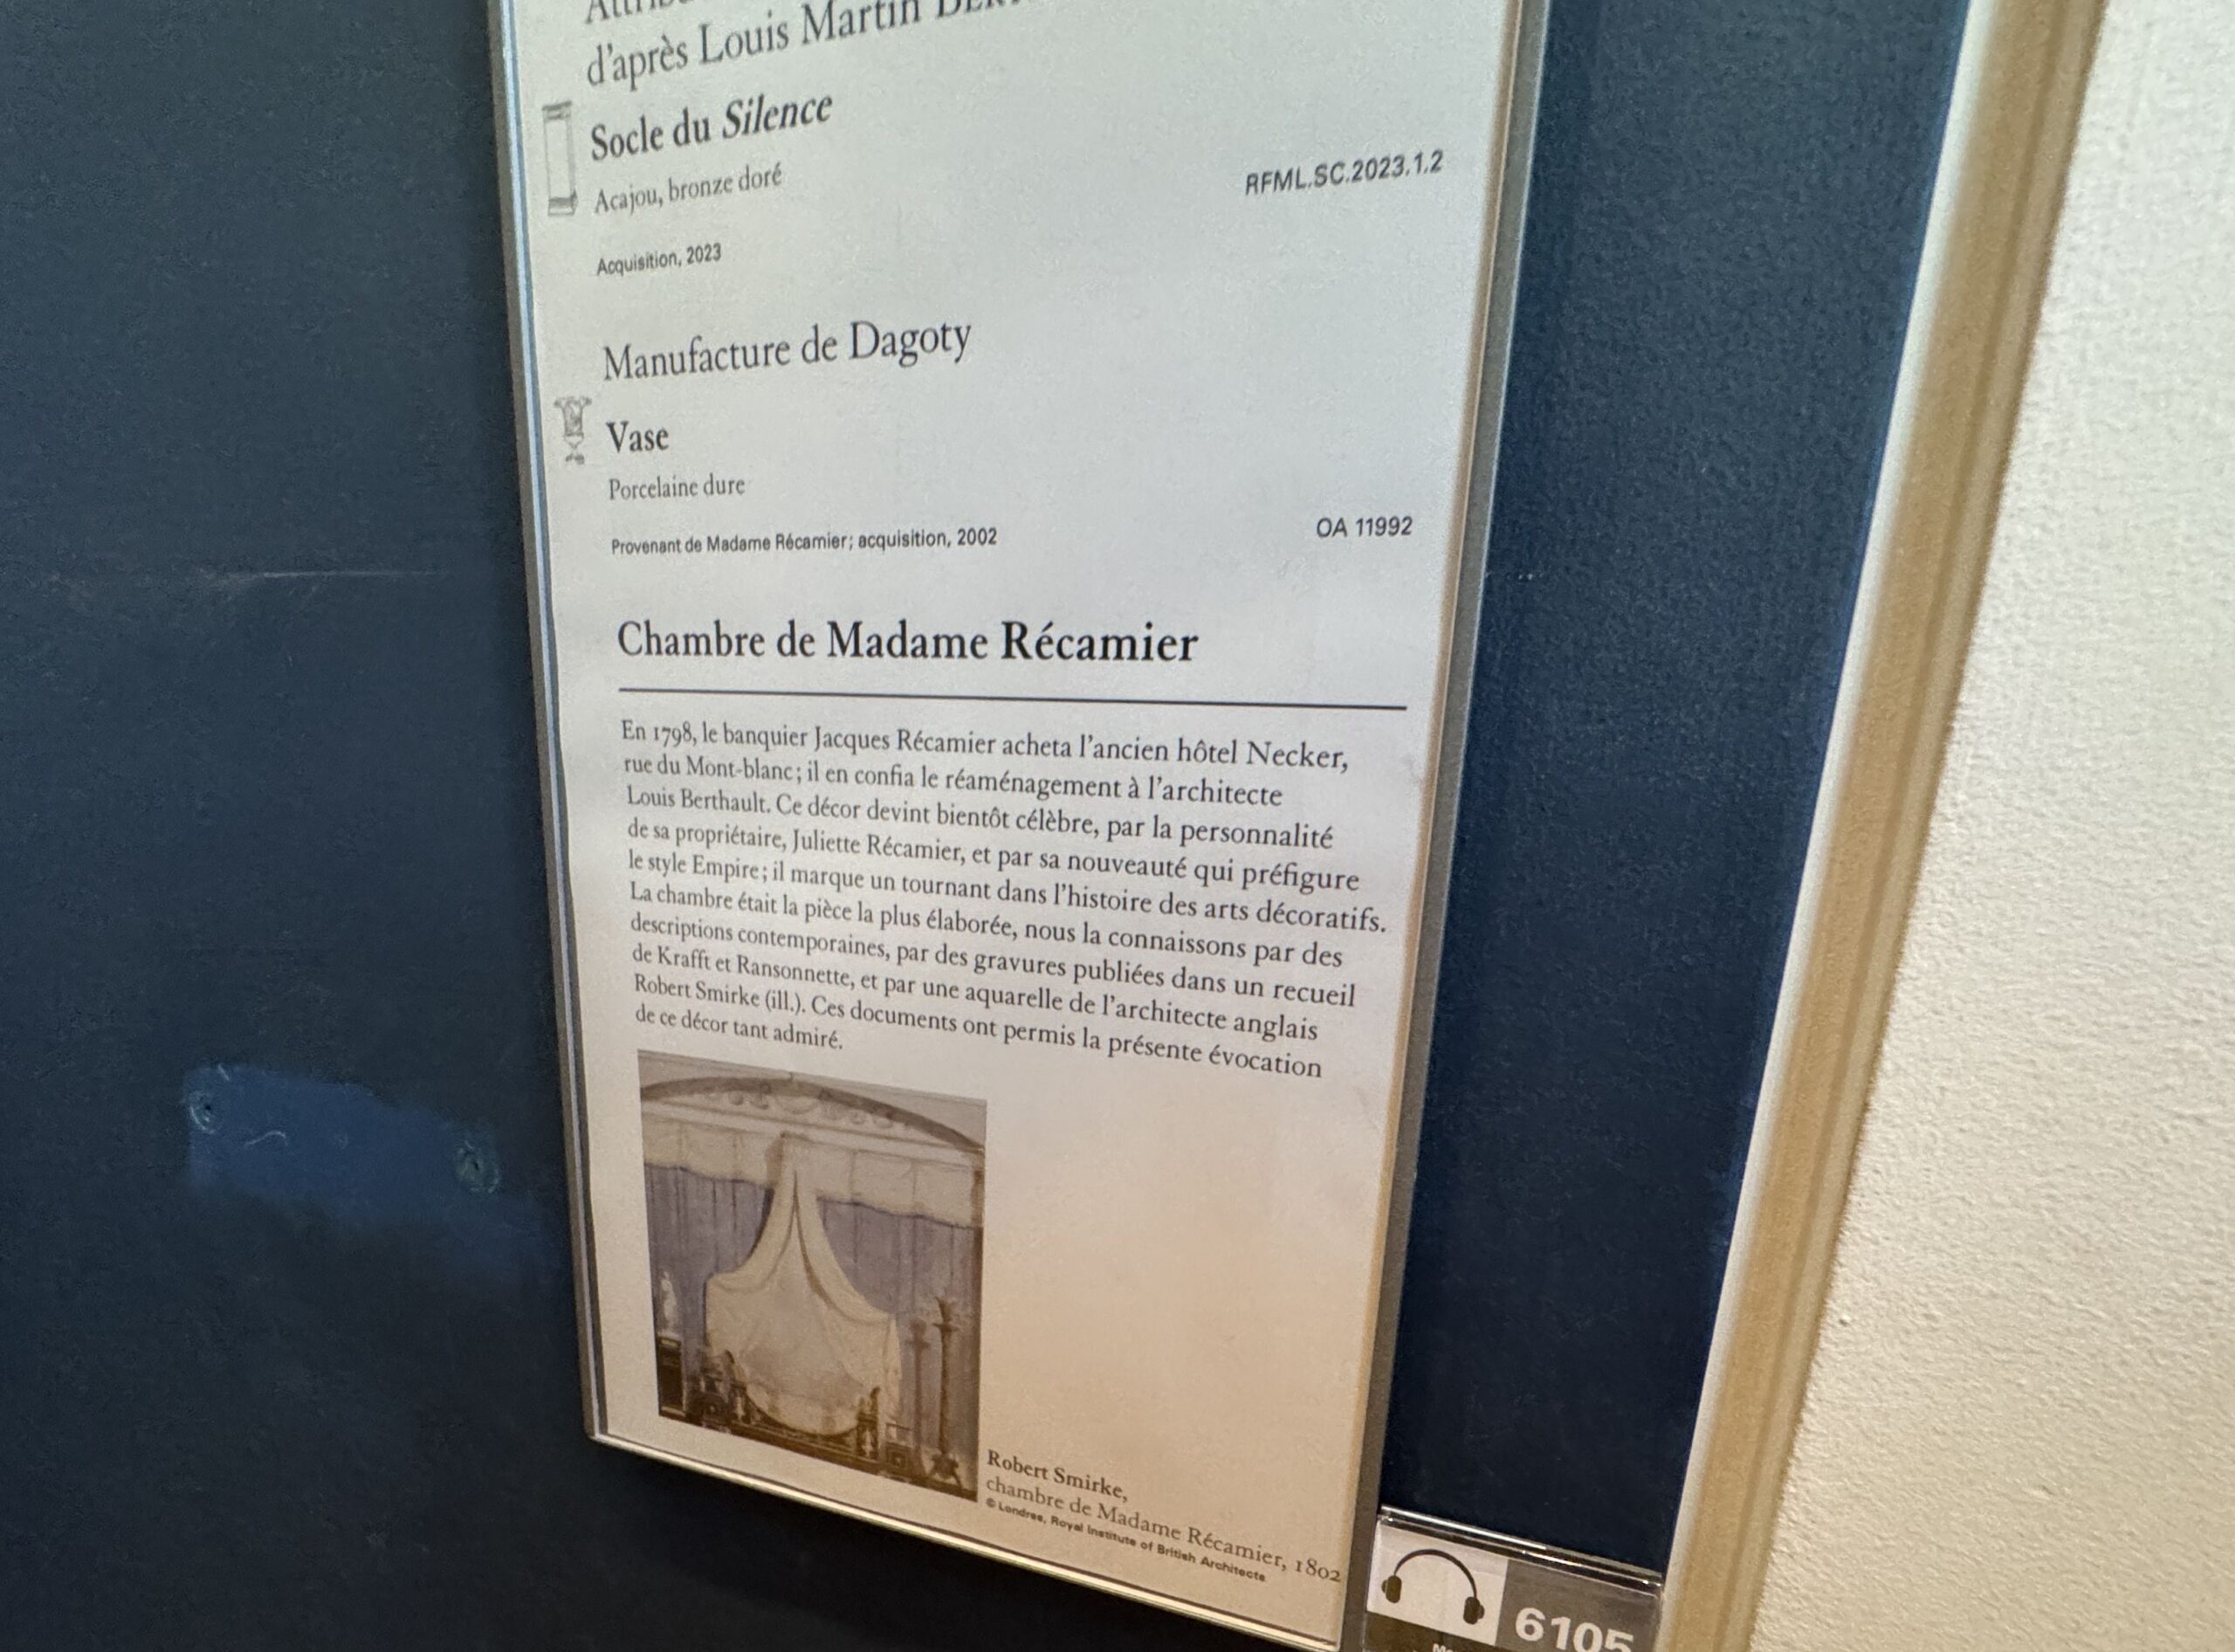 d'après Louis Martin
Socle du Silence
Acajou, bronze doré
RFML.SC.2023.1.2
Acquisition, 2023
Manufacture de Dagoty
Vase
Porcelaine dure
Provenant de Madame Récamier ; acquisition, 2002
OA 11992
Chambre de Madame Récamier
En 1798, le banquier Jacques Récamier acheta l'ancien hôtel Necker,
rue du Mont-blanc ; il en confia le réaménagement à l'architecte
Louis Berthault. Ce décor devint bientôt célèbre, par la personnalité
de sa propriétaire, Juliette Récamier, et par sa nouveauté qui préfigure
le style Empire ; il marque un tournant dans l'histoire des arts décoratifs.
La chambre était la pièce la plus élaborée, nous la connaissons par des
descriptions contemporaines, par des gravures publiées dans un recueil
de Krafft et Ransonnette, et par une aquarelle de l'architecte anglais
Robert Smirke (ill.). Ces documents ont permis la présente évocation
de ce décor tant admiré.
Robert Smirke,
chambre de Madame Récamier, 1802
© Londres, Royal Institute of British Architecte
6105